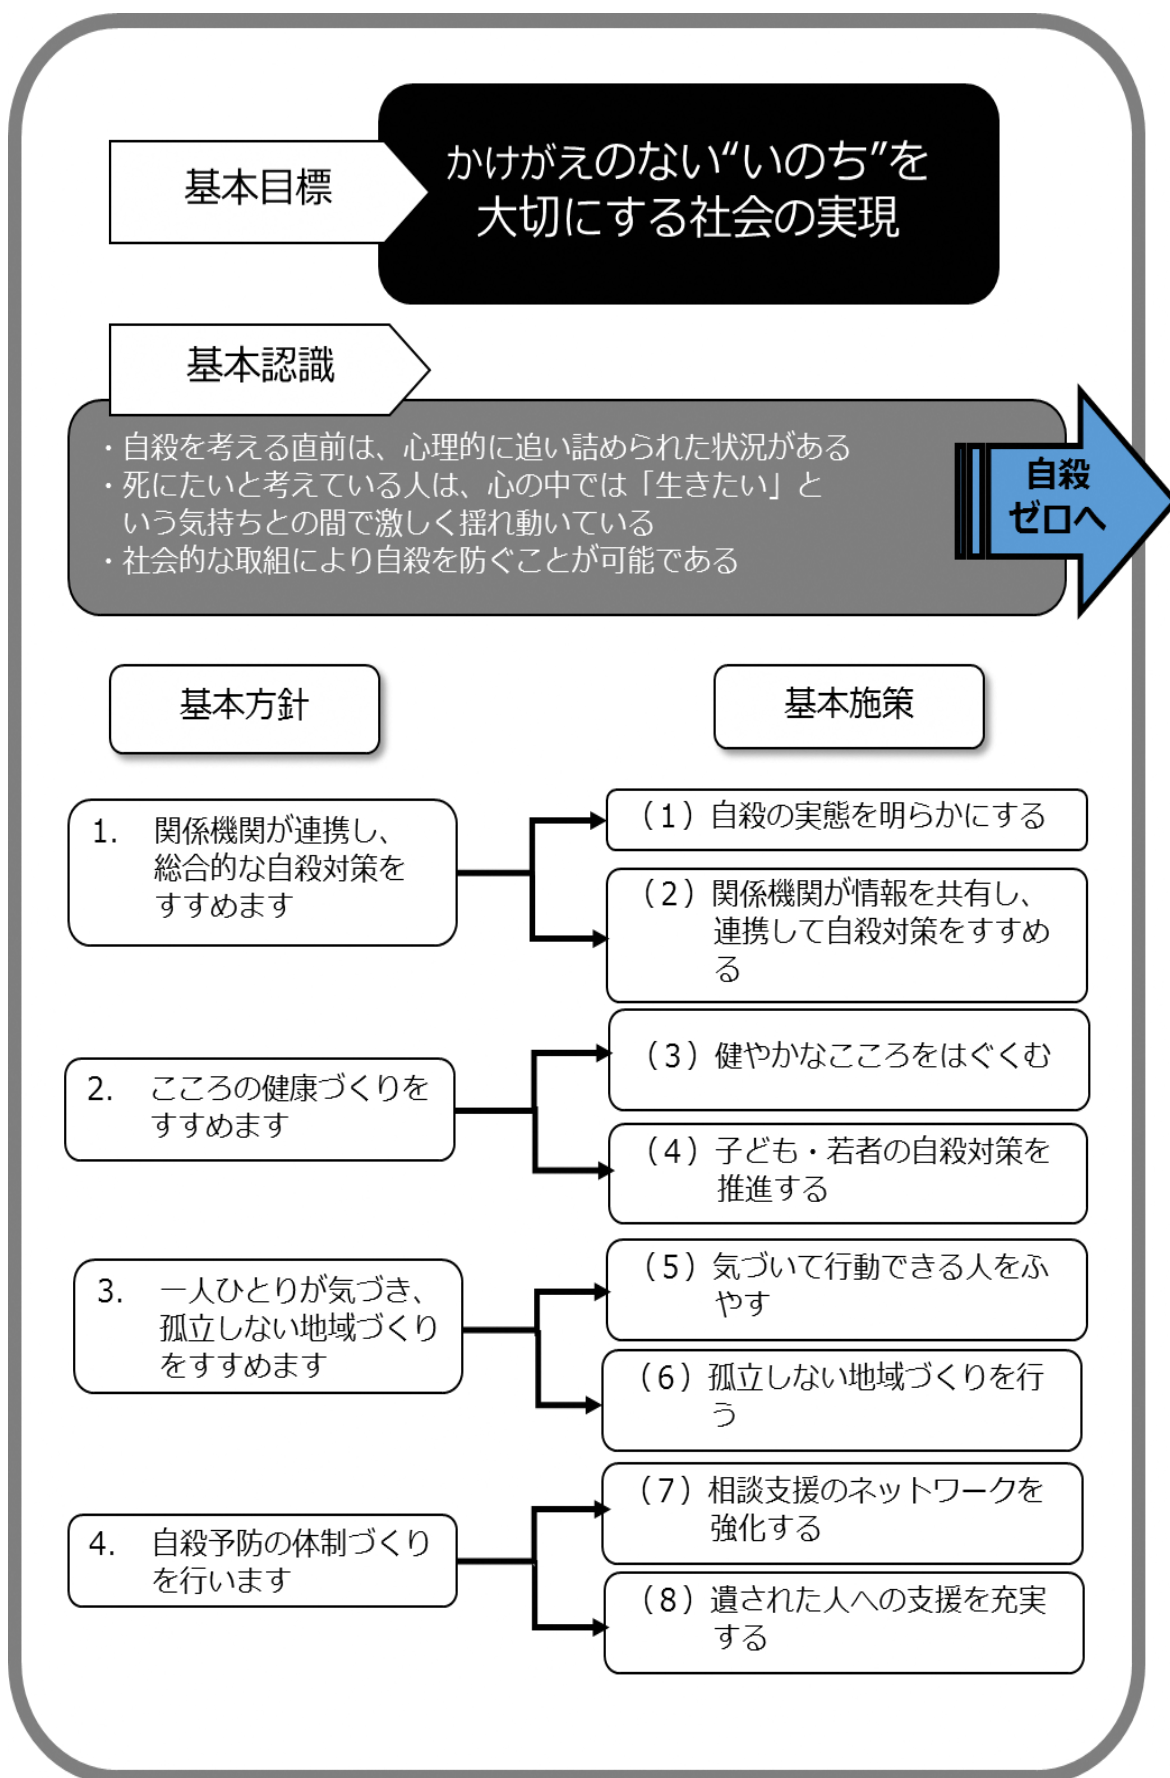 基本目標
かけがえのない“いのち”を
大切にする社会の実現
基本認識
・自殺を考える直前は、心理的に追い詰められた状況がある
・死にたいと考えている人は、心の中では「生きたい」と
いう気持ちとの間で激しく揺れ動いている
・社会的な取組により自殺を防ぐことが可能である
自殺
ゼロへ
基本方針
基本施策
1. 関係機関が連携し、
総合的な自殺対策を
すすめます
（1）自殺の実態を明らかにする
（2）関係機関が情報を共有し、
連携して自殺対策をすすめ
る
2. こころの健康づくりを
すすめます
（3）健やかなこころをはぐくむ
（4）子ども・若者の自殺対策を
推進する
3. 一人ひとりが気づき、
孤立しない地域づくり
をすすめます
（5）気づいて行動できる人をふ
やす
（6）孤立しない地域づくりを行
う
4. 自殺予防の体制づくり
を行います
（7）相談支援のネットワークを
強化する
（8）遺された人への支援を充実
する